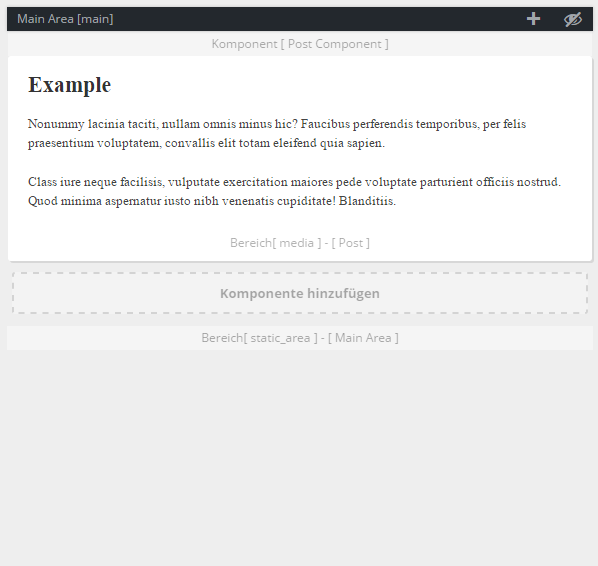 Main Area [main]
Komponent [ Post Component ]
Example
Nonummy lacinia taciti, nullam omnis minus hic? Faucibus perferendis temporibus, per felis
praesentium voluptatem, convallis elit totam eleifend quia sapien.
Class iure neque facilisis, vulputate exercitation maiores pede voluptate parturient officiis nostrud.
Quod minima aspernatur iusto nibh venenatis cupiditate! Blanditiis.
Bereich[ media ] - [ Post ]
Komponente hinzufügen
Bereich[ static_area ] - [ Main Area ]